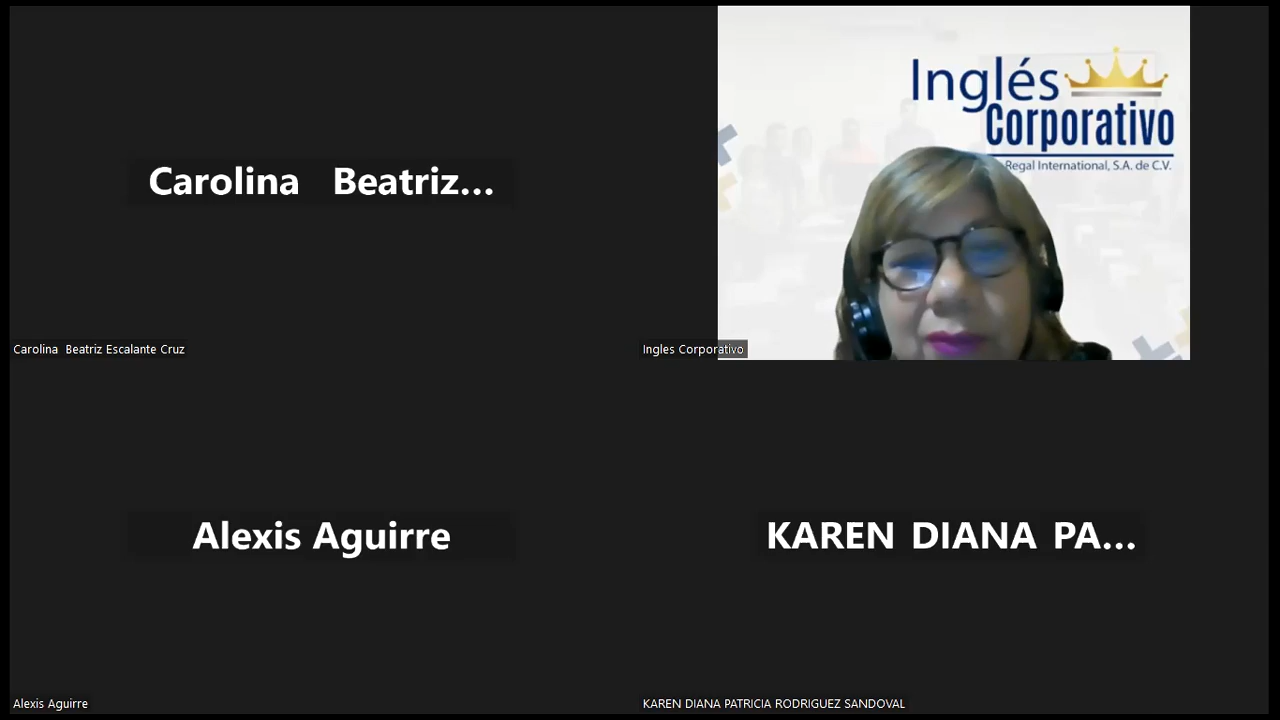 Carolina Beatriz...
Carolina Beatriz Escalante Cruz
Inglés
Corporativo
Regal International, S.A. de C.V.
Ingles Corporativo
Alexis Aguirre
Alexis Aguirre
KAREN DIANA PA...
KAREN DIANA PATRICIA RODRIGUEZ SANDOVAL